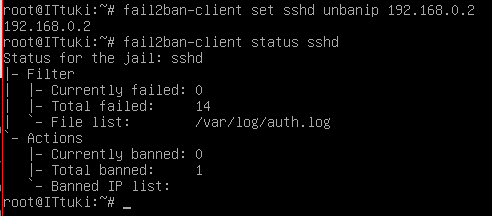 root@ITtuki:~# fail2ban-client set sshd unbanip 192.168.0.2
192.168.0.2
root@ITtuki:~# fail2ban-client status sshd
Status for the jail: sshd
|- Filter
|  |- Currently failed: 0
|  |- Total failed:     14
|  `- File list:        /var/log/auth.log
`- Actions
   |- Currently banned: 0
   |- Total banned:     1
   `- Banned IP list:
root@ITtuki:~# _